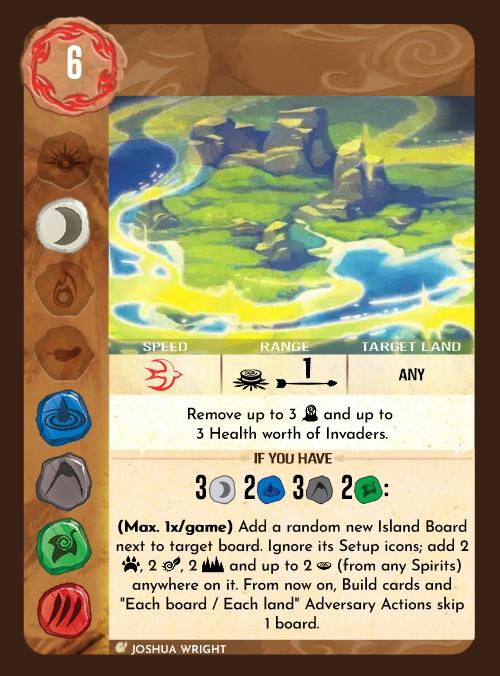 6
SPEED RANGE TARGET LAND
1
ANY
Remove up to 3 and up to
3 Health worth of Invaders.
IF YOU HAVE
3 2 3 2 :
(Max. 1x/game) Add a random new Island Board
next to target board. Ignore its Setup icons; add 2
, 2 , 2 and up to 2 (from any Spirits)
anywhere on it. From now on, Build cards and
"Each board / Each land" Adversary Actions skip
1 board.
JOSHUA WRIGHT